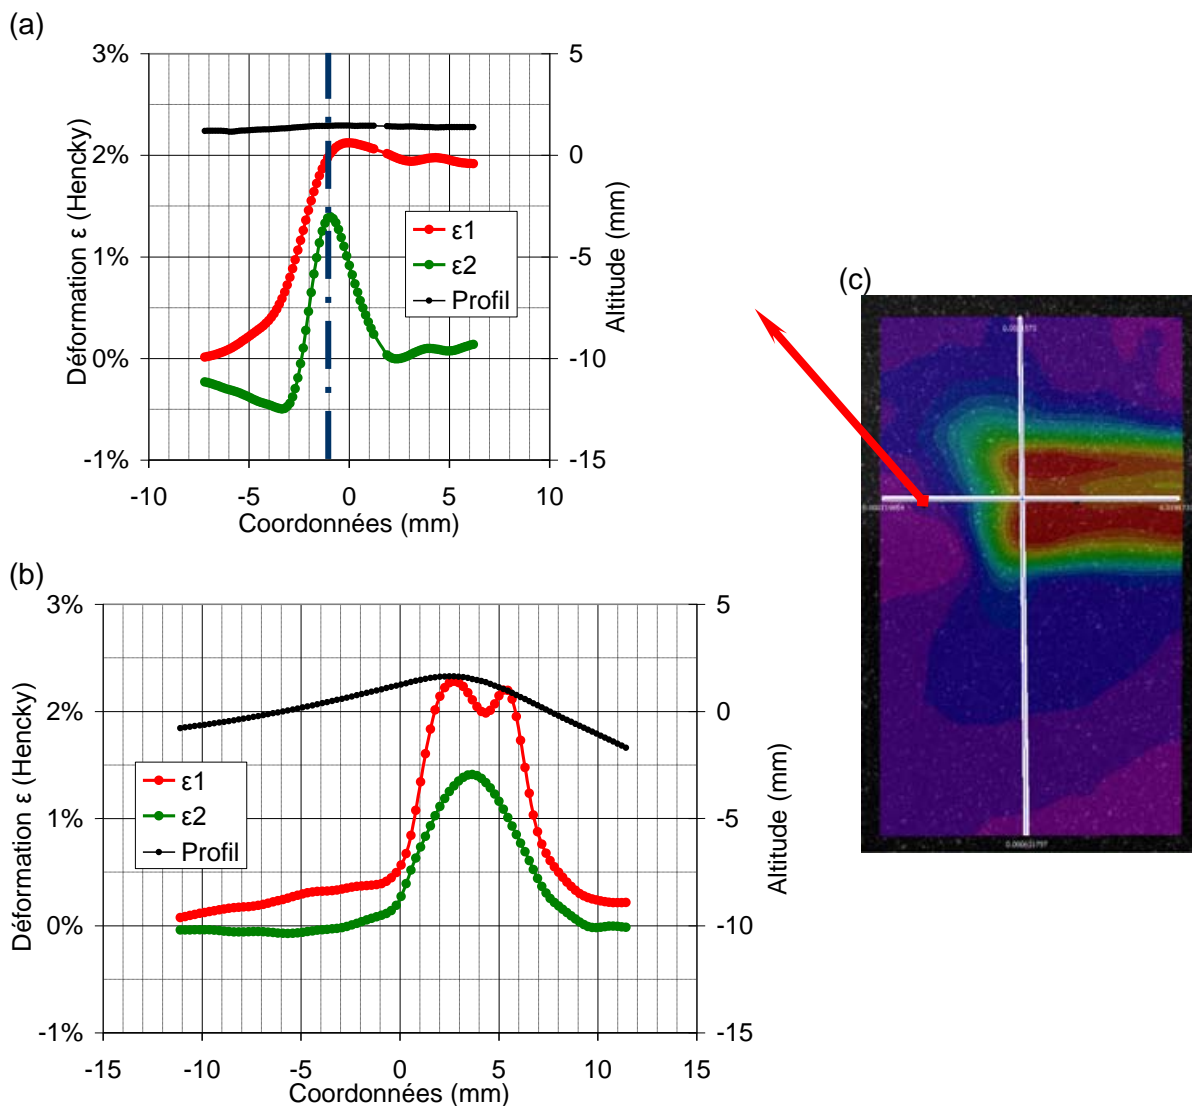 (a)
3%
2%
1%
0%
-1%
5
0
-5
-10
-15
-10
-5
0
5
10
Déformation ε (Hencky)
Altitude (mm)
Coordonnées (mm)
ε1
ε2
Profil
(b)
3%
2%
1%
0%
-1%
5
0
-5
-10
-15
-15
-10
-5
0
5
10
15
Déformation ε (Hencky)
Altitude (mm)
Coordonnées (mm)
ε1
ε2
Profil
(c)